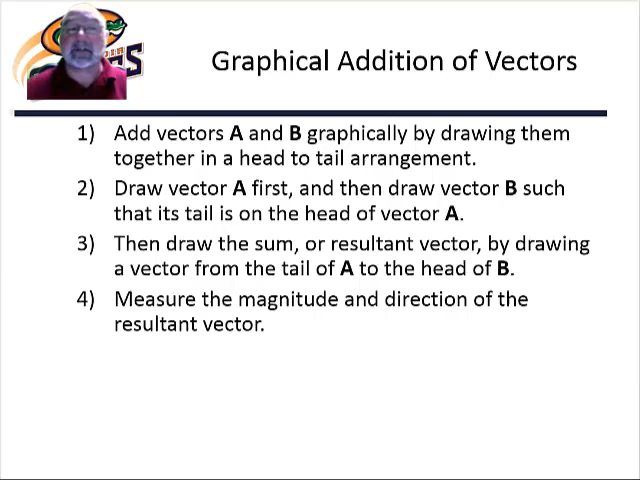 Graphical Addition of Vectors
1) Add vectors A and B graphically by drawing them
together in a head to tail arrangement.
2) Draw vector A first, and then draw vector B such
that its tail is on the head of vector A.
3) Then draw the sum, or resultant vector, by drawing
a vector from the tail of A to the head of B.
4) Measure the magnitude and direction of the
resultant vector.